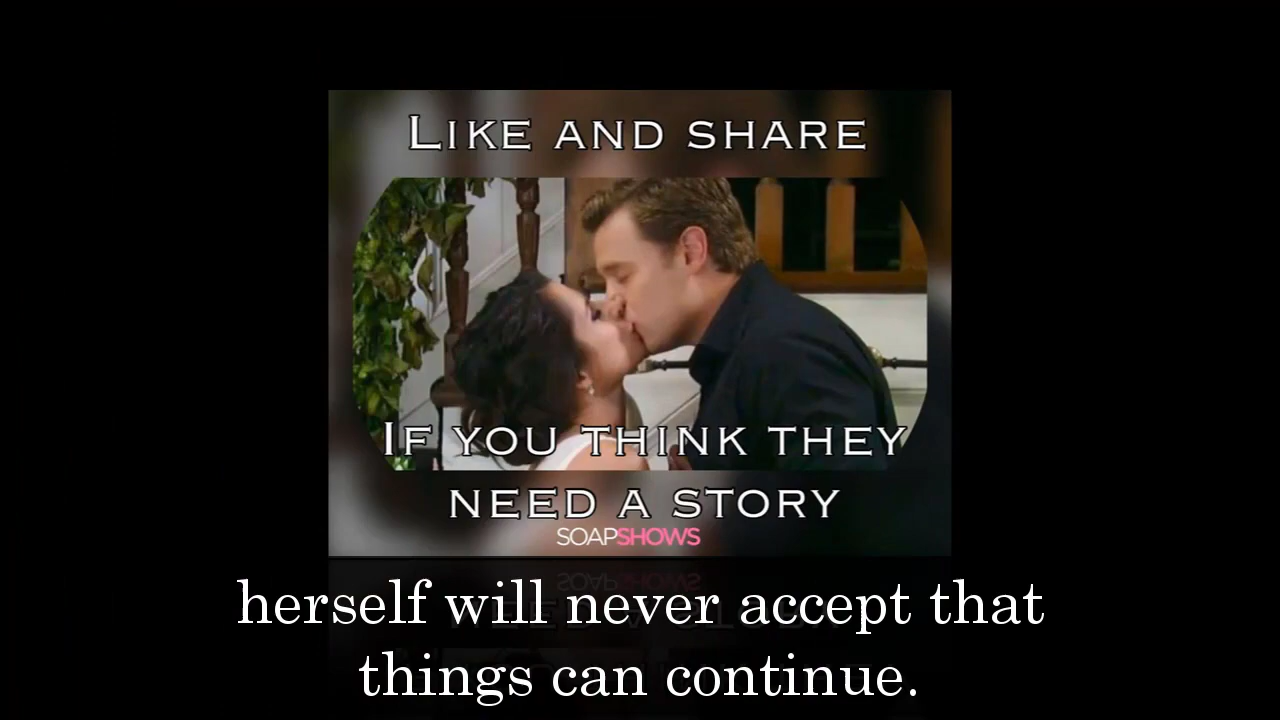 LIKE AND SHARE
IF YOU THINK THEY
NEED A STORY
SOAPSHOWS
herself will never accept that
things can continue.